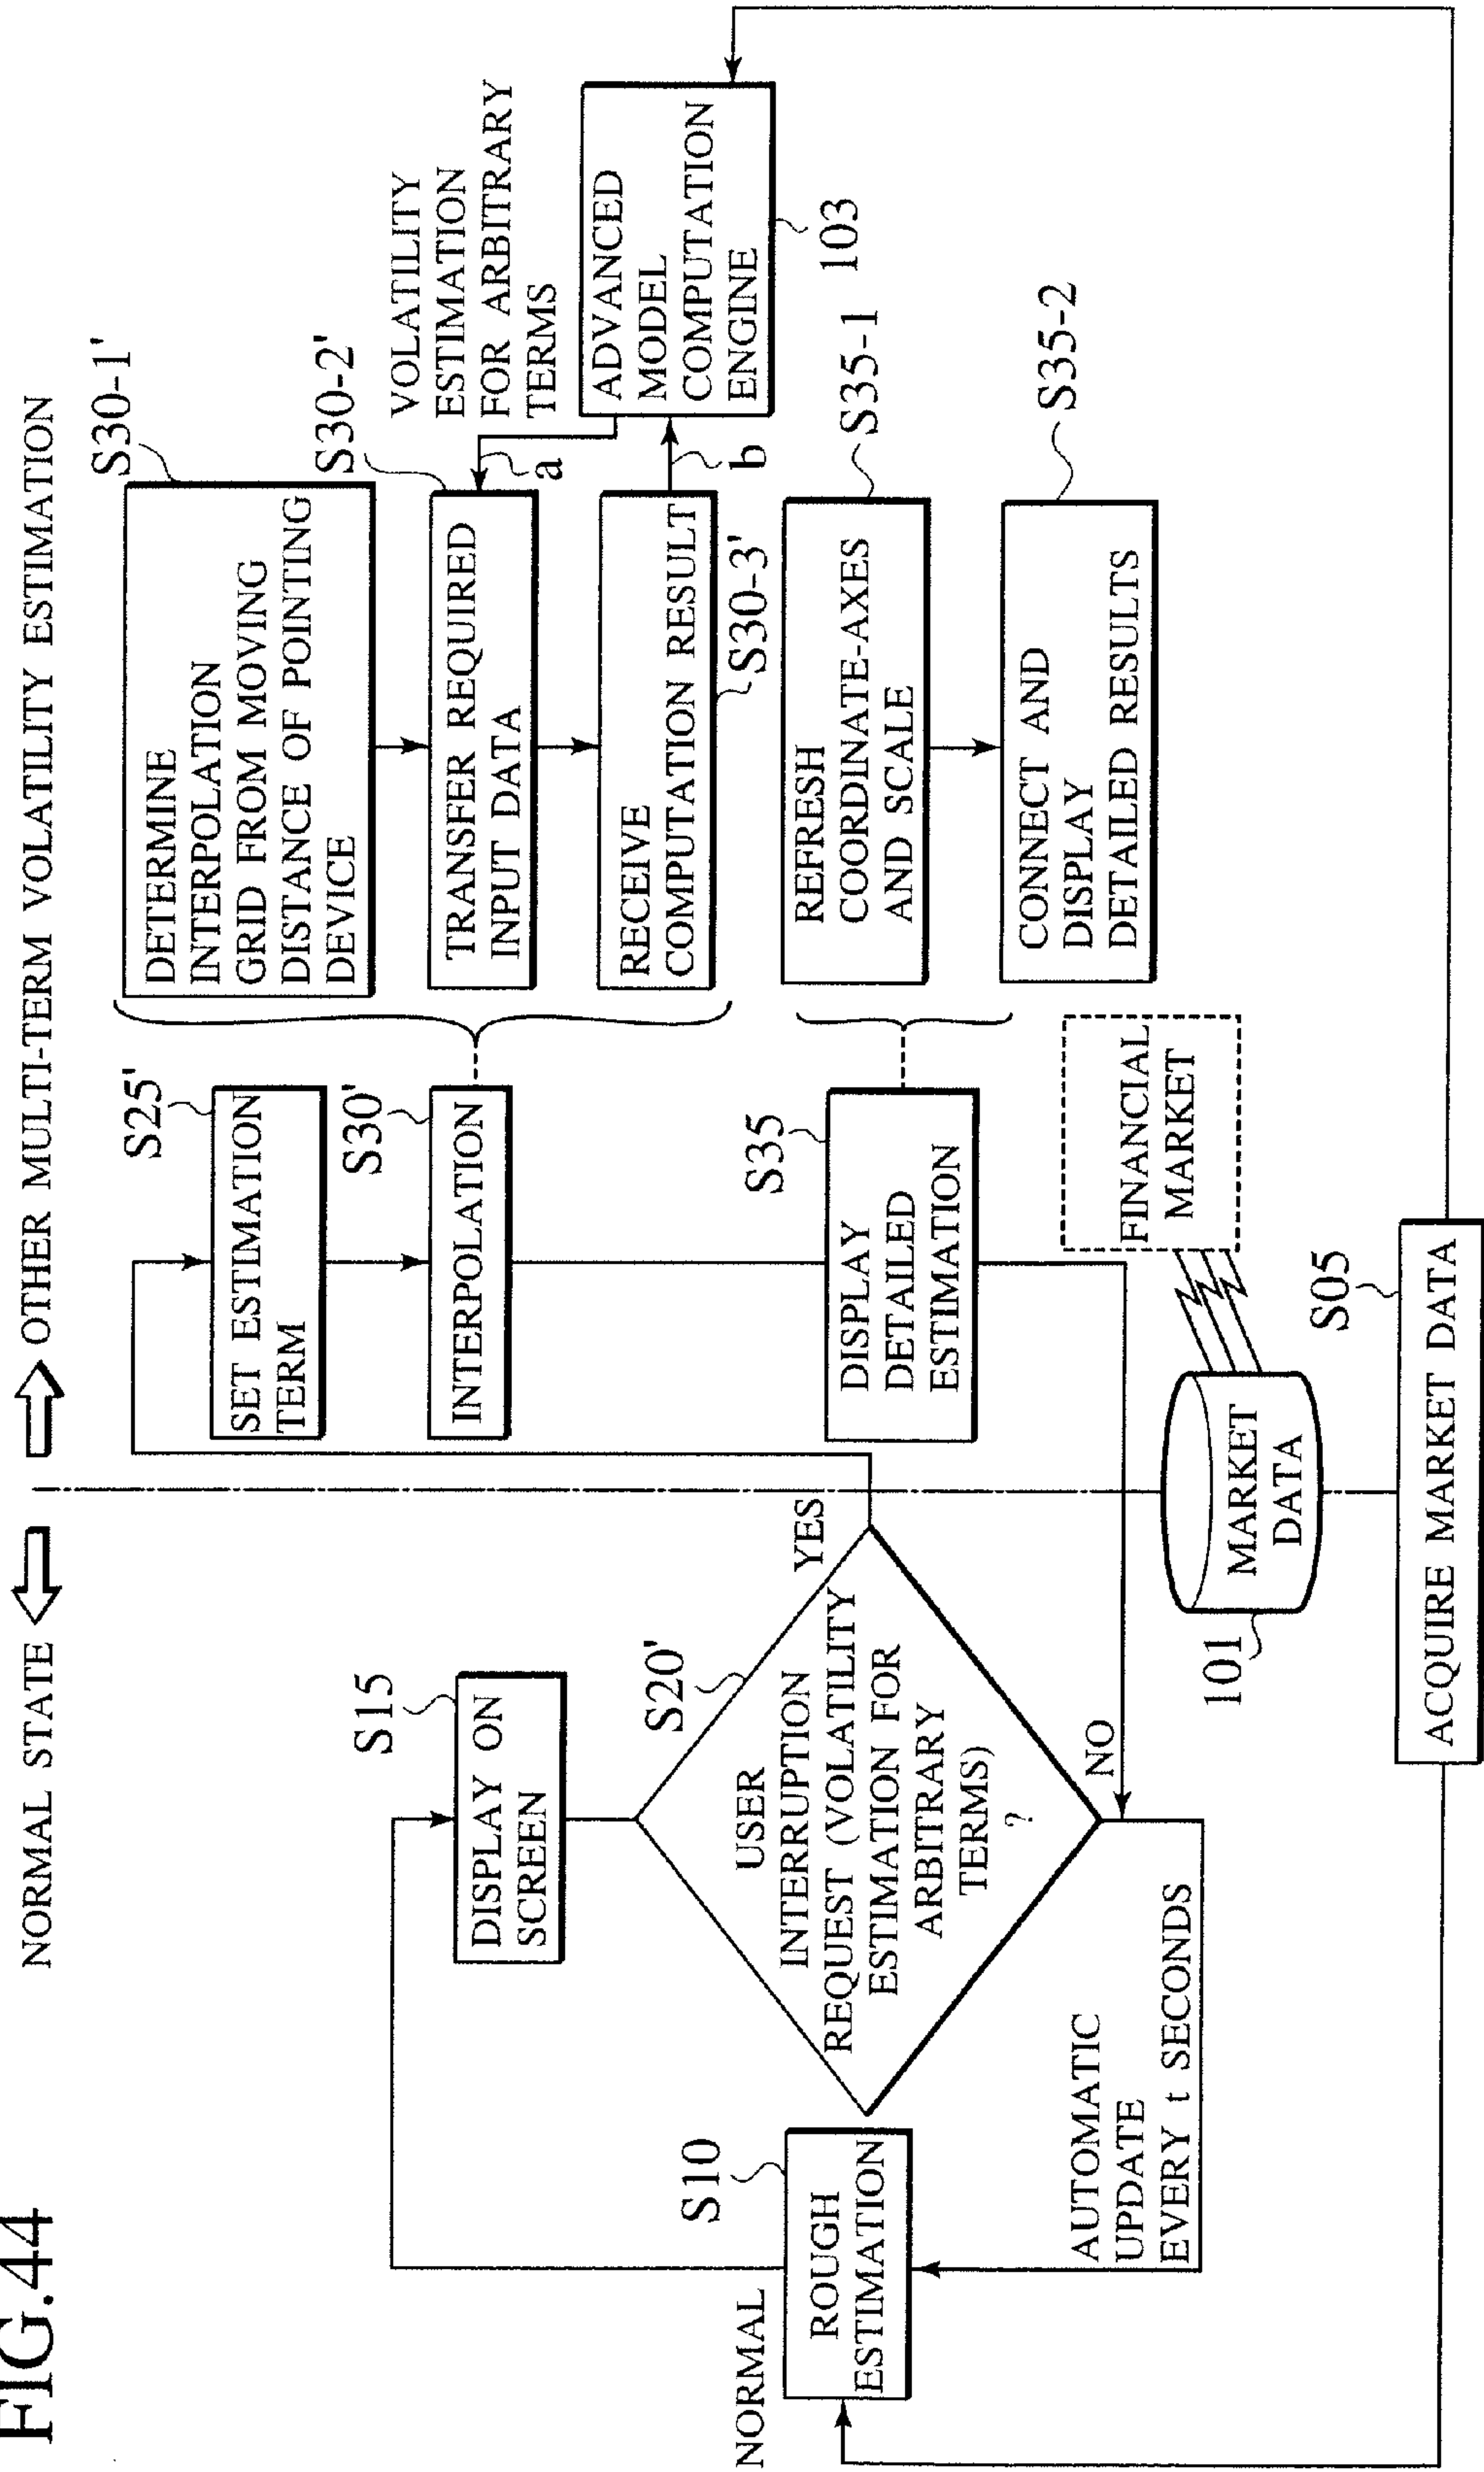 FIG.44
NORMAL STATE
OTHER MULTI-TERM VOLATILITY ESTIMATION
S15
DISPLAY ON
SCREEN
S10
NORMAL
ROUGH
ESTIMATION
S20'
USER
INTERRUPTION
REQUEST (VOLATILITY
ESTIMATION FOR
ARBITRARY
TERMS)
?
YES
NO
AUTOMATIC
UPDATE
EVERY t SECONDS
S25'
SET ESTIMATION
TERM
S30'
INTERPOLATION
S35
DISPLAY
DETAILED
ESTIMATION
S30-1'
DETERMINE
INTERPOLATION
GRID FROM MOVING
DISTANCE OF POINTING
DEVICE
S30-2'
TRANSFER REQUIRED
INPUT DATA
a
RECEIVE
COMPUTATION RESULT
S30-3'
b
VOLATILITY
ESTIMATION
FOR ARBITRARY
TERMS
ADVANCED
MODEL
COMPUTATION
ENGINE
103
REFRESH
COORDINATE-AXES
AND SCALE
S35-1
CONNECT AND
DISPLAY
DETAILED RESULTS
S35-2
FINANCIAL
MARKET
101
MARKET
DATA
S05
ACQUIRE MARKET DATA